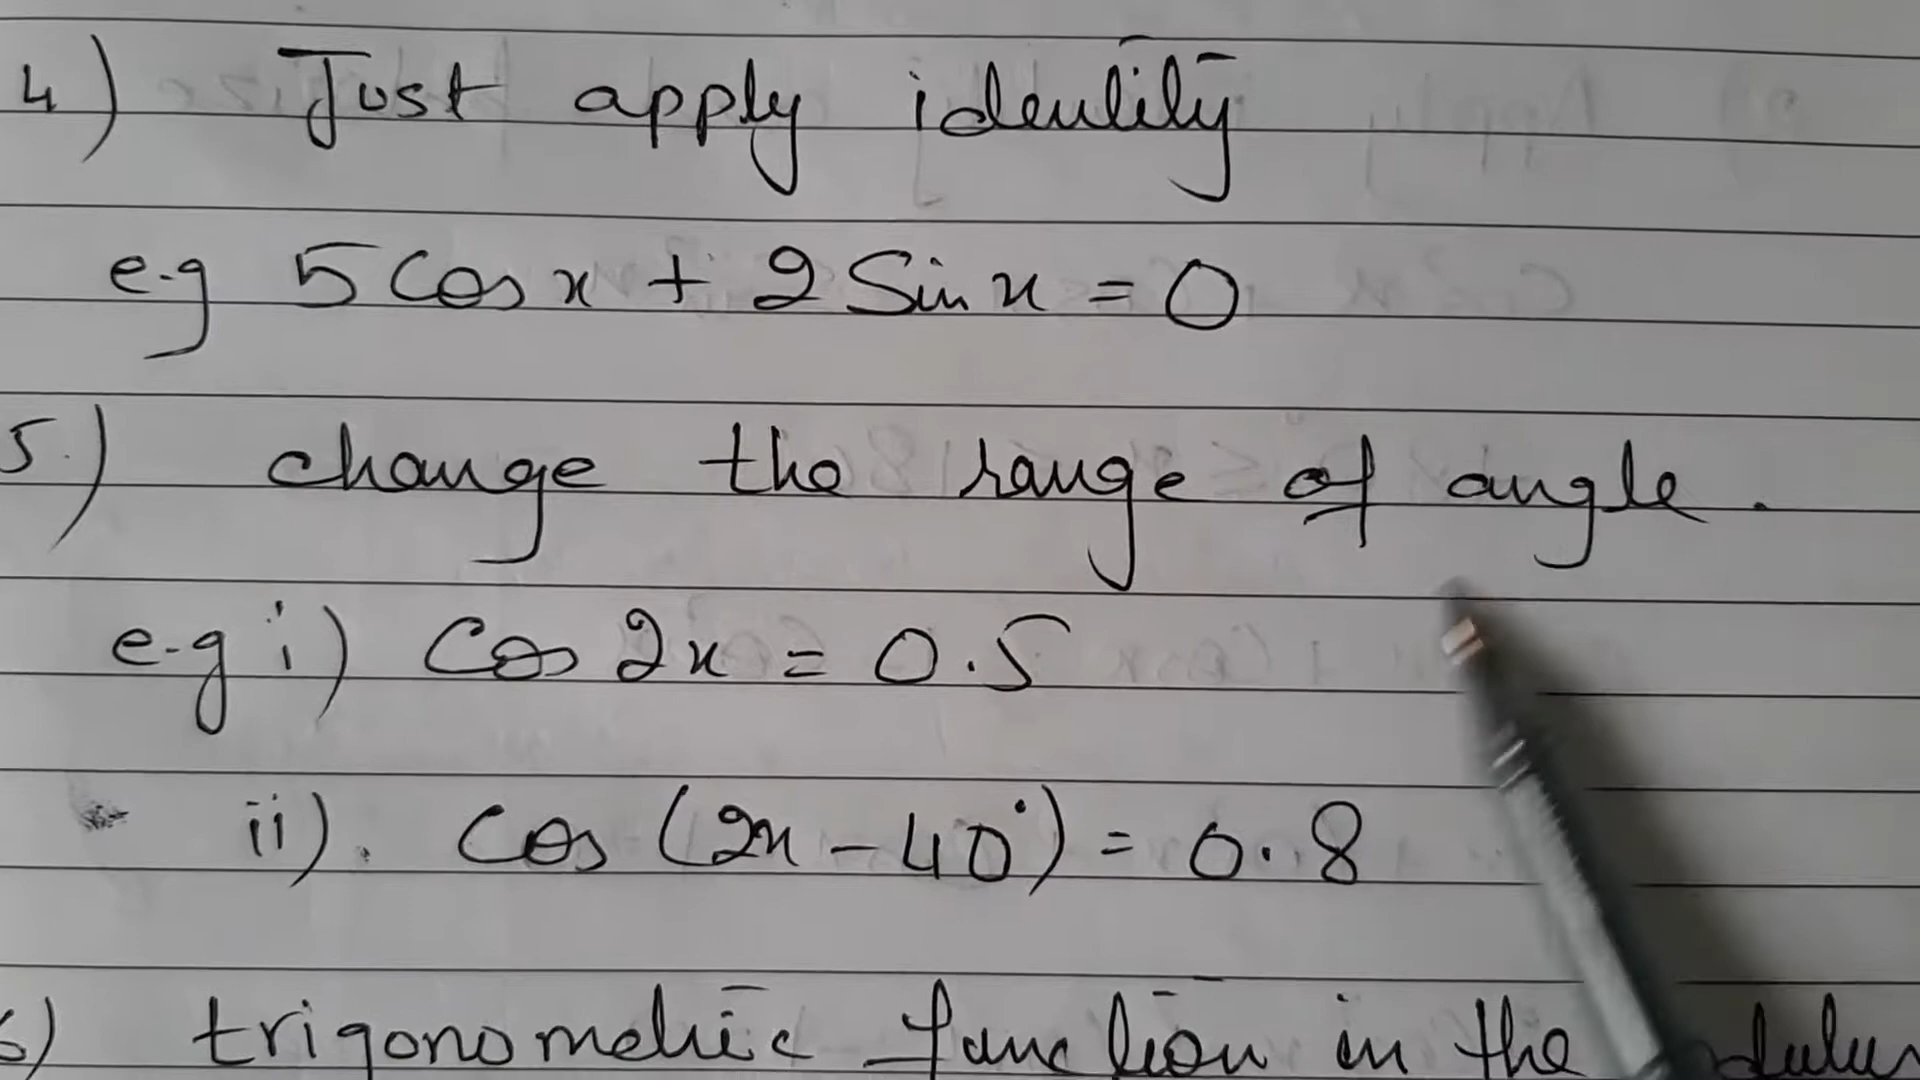 4) Just apply identity
e.g 5 Cos x + 2 Sin x = 0
5.) change the range of angle.
e.g i) Cos 2x = 0.5
ii). Cos (2x - 40°) = 0.8
6) trigonometric function in the